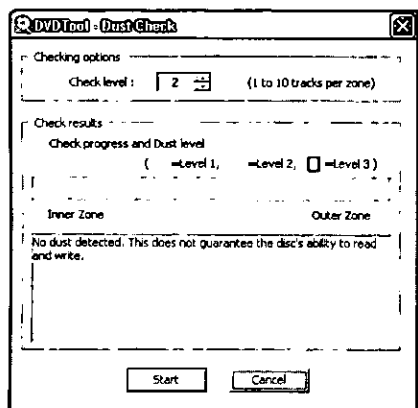 DVDTool - Dust Check
Checking options
Check level : 2 (1 to 10 tracks per zone)
Check results
Check progress and Dust level
( =Level 1, =Level 2, =Level 3 )
Inner Zone Outer Zone
No dust detected. This does not guarantee the disc's ability to read
and write.
Start Cancel